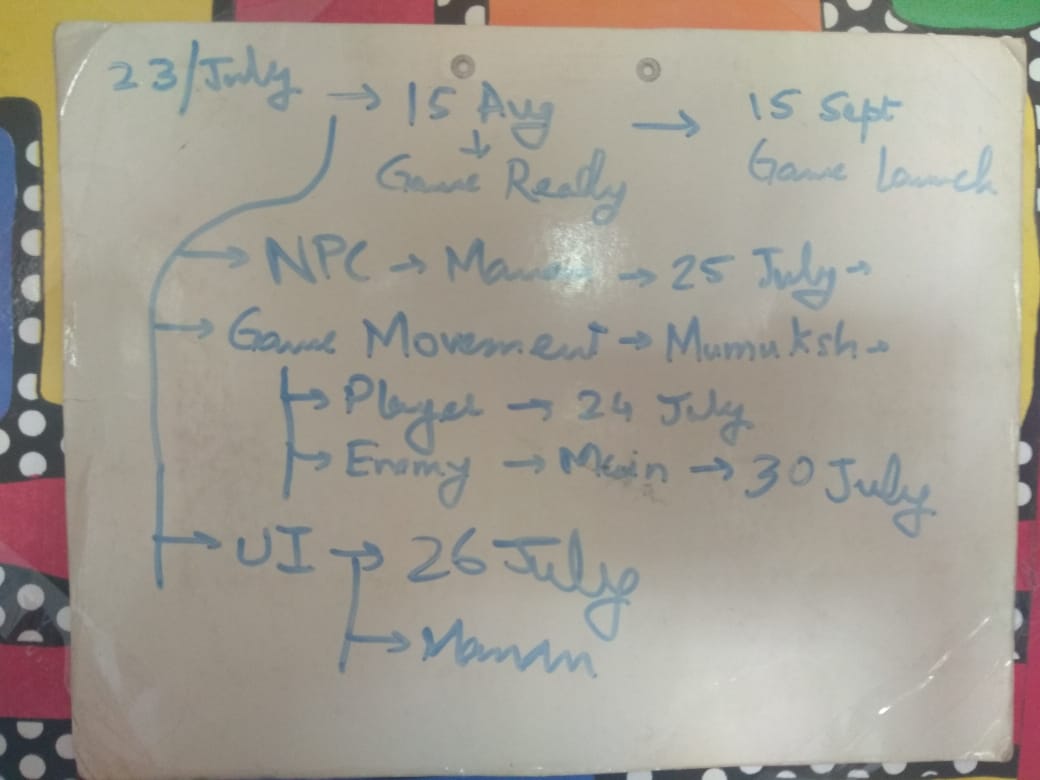 23/July → 15 Aug → 15 Sept
↓
Game Ready Game Launch
→ NPC → Manan → 25 July →
→ Game Movement → Mumuksh →
→ Player → 24 July
→ Enemy → Main → 30 July
→ UI → 26 July
→ Manan